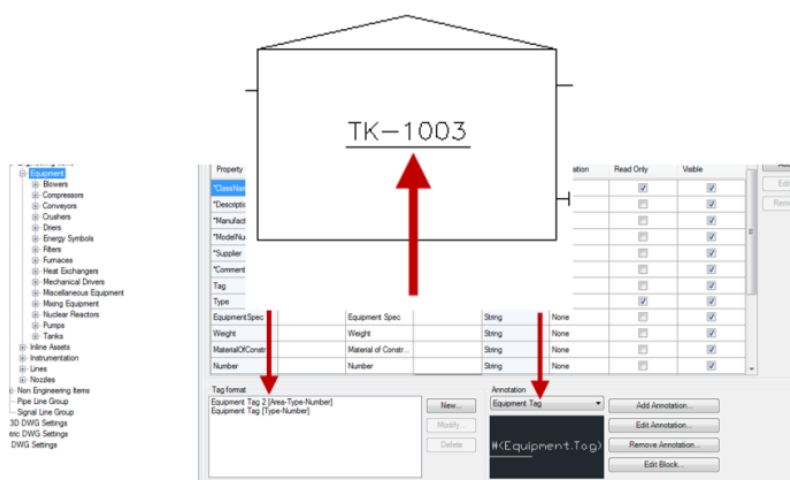 TK-1003
Equipment
Blowers
Compressors
Conveyors
Crushers
Driers
Energy Symbols
Filters
Furnaces
Heat Exchangers
Mechanical Drivers
Miscellaneous Equipment
Mixing Equipment
Nuclear Reactors
Pumps
Tanks
Inline Assets
Instrumentation
Lines
Nozzles
Non Engineering Items
Pipe Line Group
Signal Line Group
3D DWG Settings
DWG Settings
DWG Settings
Property Read Only Visible
*Supplier
*Comment
Tag
Type
EquipmentSpec Equipment Spec String None
Weight Weight String None
MaterialOfConstr Material of Constr... String None
Number Number String None
Tag format
Equipment Tag 2 [Area-Type-Number]
Equipment Tag [Type-Number]
New...
Modify...
Delete
Annotation
Equipment Tag
#(Equipment.Tag)
Add Annotation...
Edit Annotation...
Remove Annotation...
Edit Block...